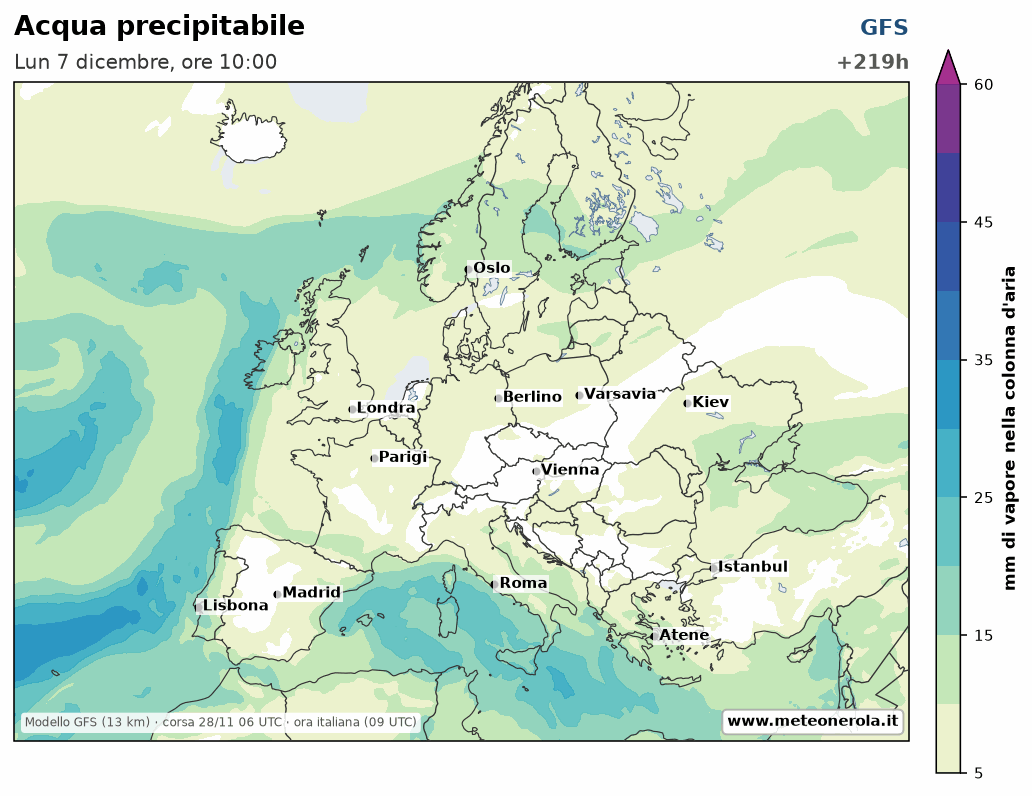 Acqua precipitabile
GFS
Lun 7 dicembre, ore 10:00
+219h
60
45
35
25
15
5
mm di vapore nella colonna d'aria
Oslo
Londra
Berlino
Varsavia
Kiev
Parigi
Vienna
Istanbul
Roma
Madrid
Lisbona
Atene
Modello GFS (13 km) · corsa 28/11 06 UTC · ora italiana (09 UTC)
www.meteonerola.it